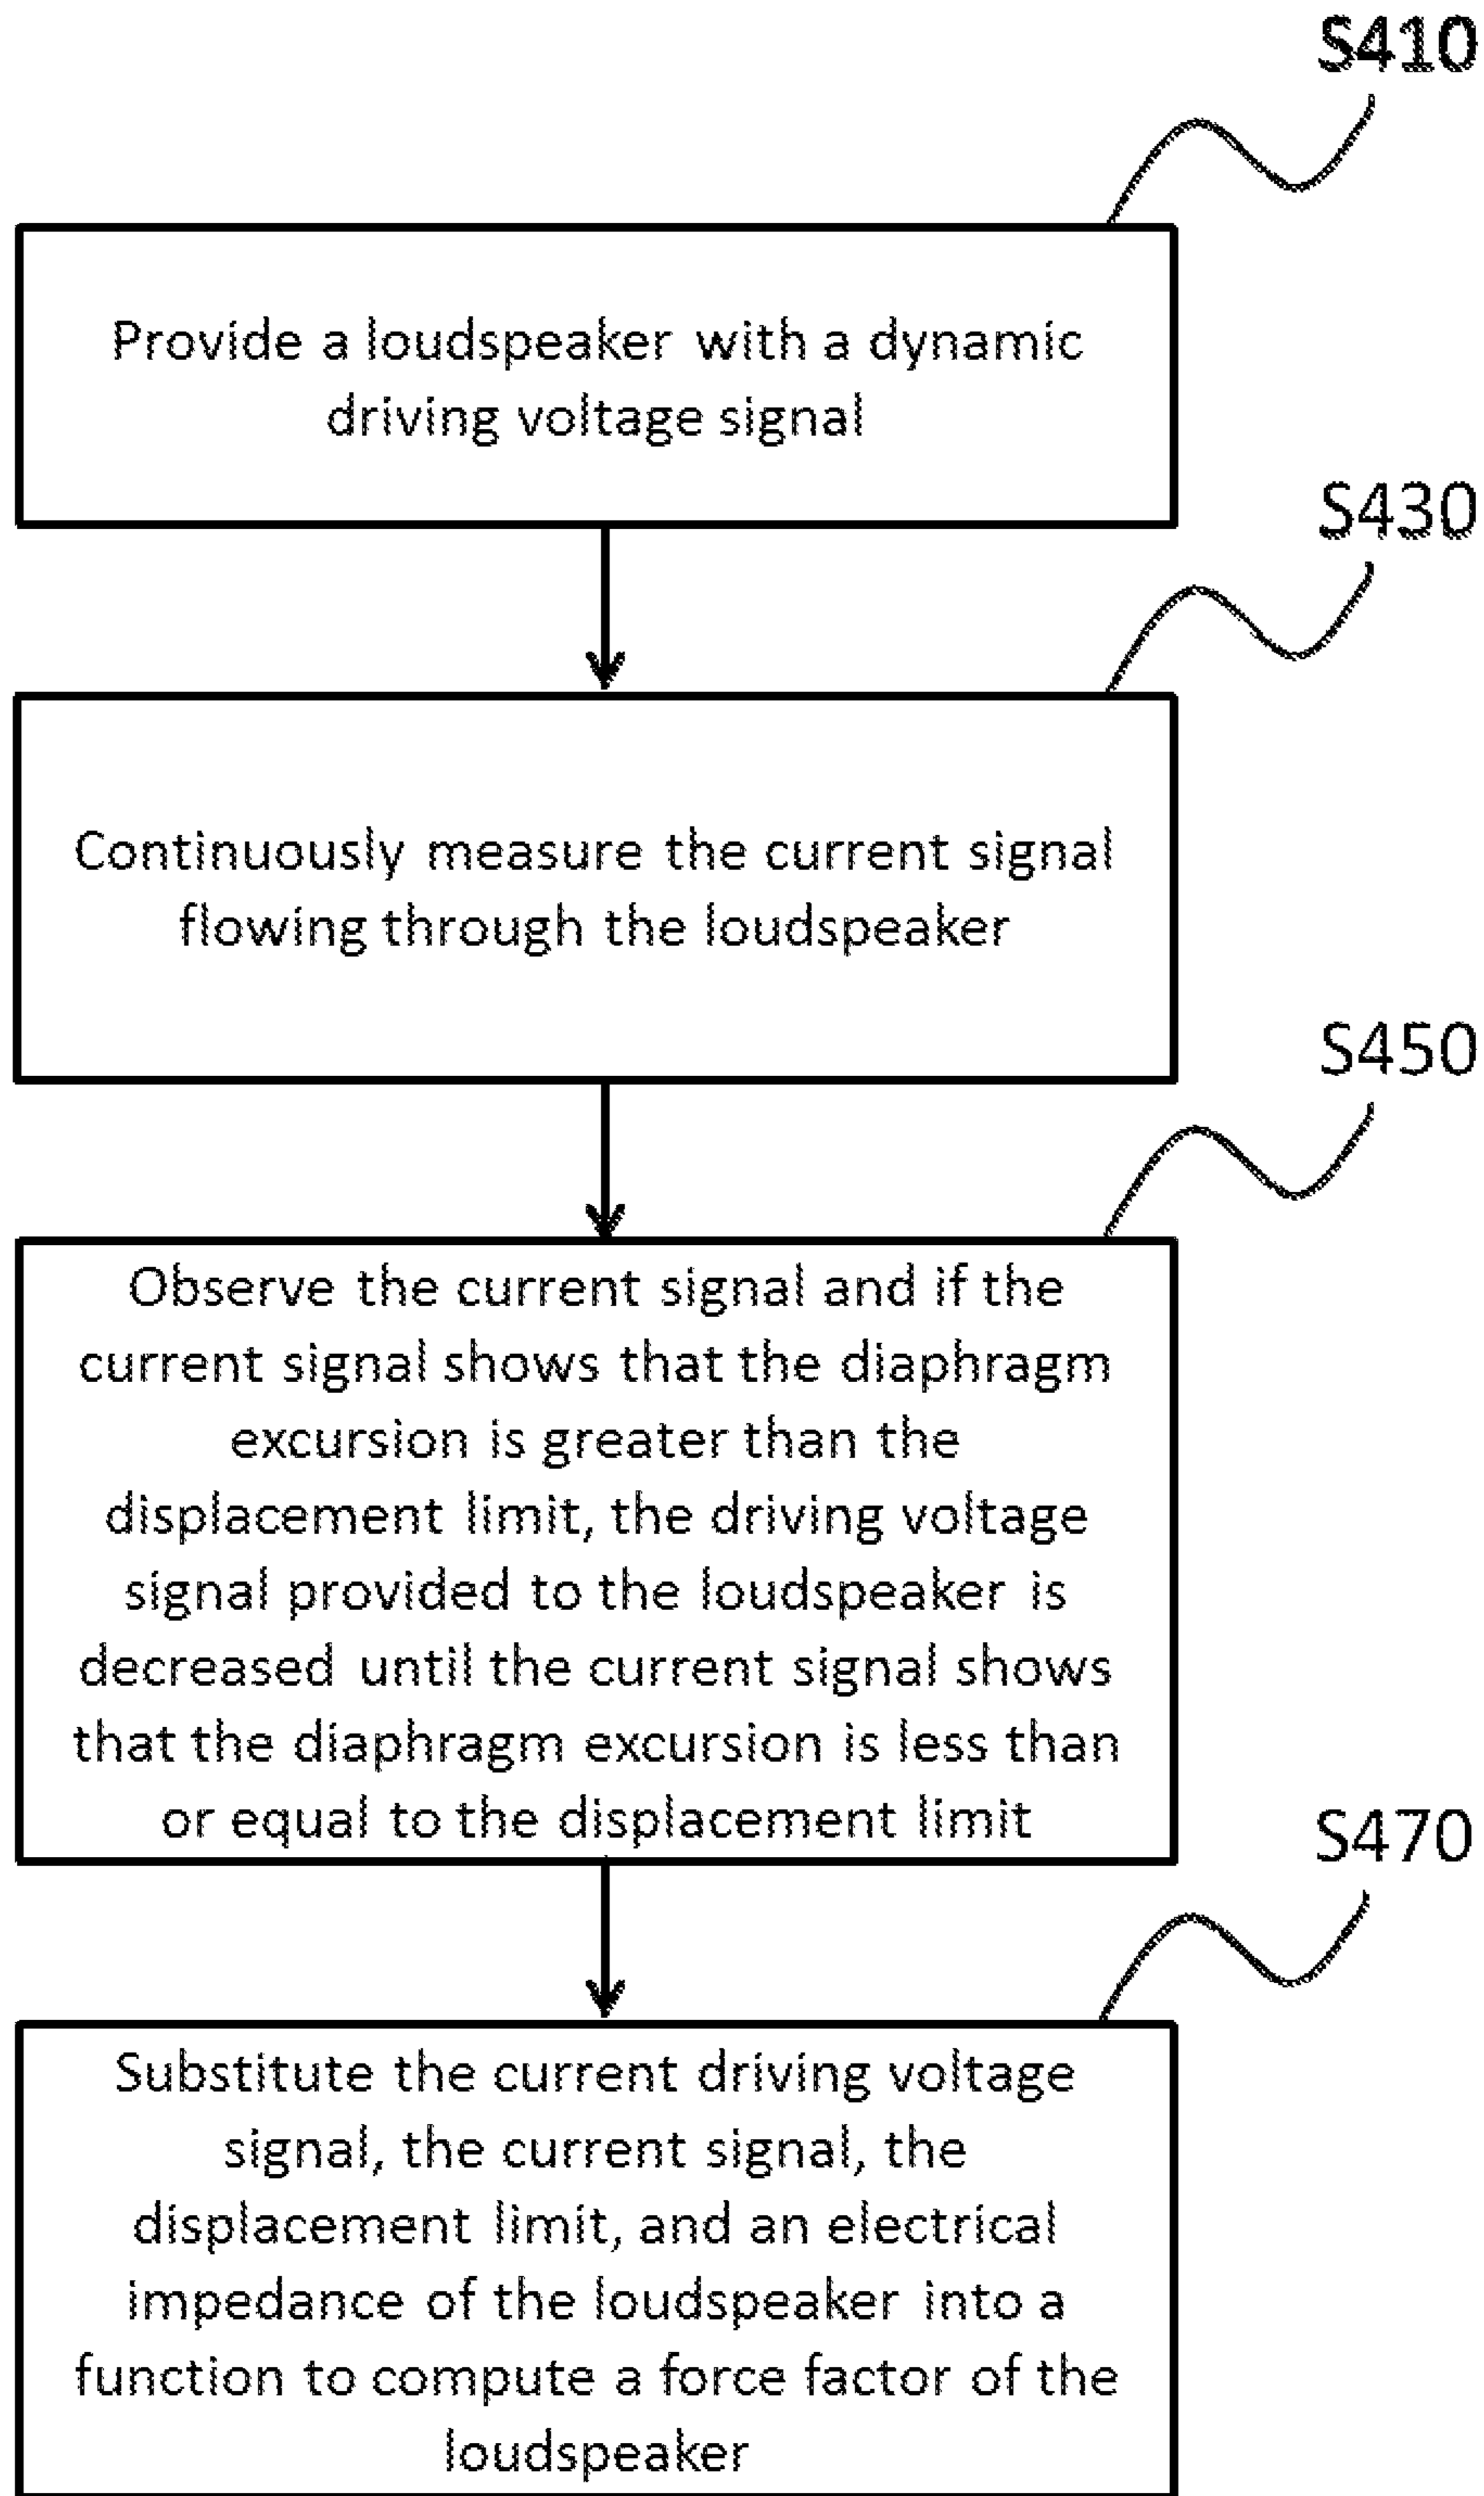 S410
Provide a loudspeaker with a dynamic
driving voltage signal
S430
Continuously measure the current signal
flowing through the loudspeaker
S450
Observe the current signal and if the
current signal shows that the diaphragm
excursion is greater than the
displacement limit, the driving voltage
signal provided to the loudspeaker is
decreased until the current signal shows
that the diaphragm excursion is less than
or equal to the displacement limit
S470
Substitute the current driving voltage
signal, the current signal, the
displacement limit, and an electrical
impedance of the loudspeaker into a
function to compute a force factor of the
loudspeaker